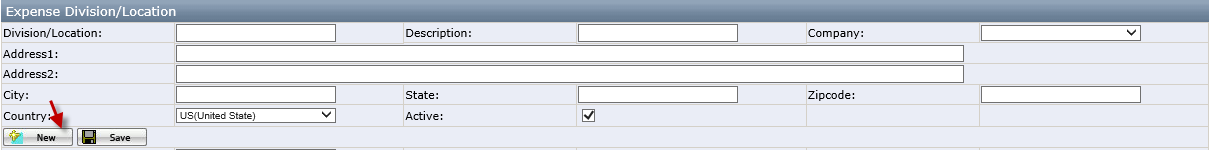 Expense Division/Location
Division/Location: Description: Company:
Address1:
Address2:
City: State: Zipcode:
Country: US(United State) Active:
New Save